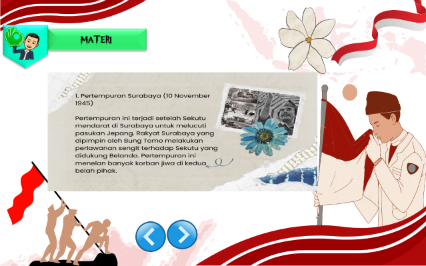 MATERI
1. Pertempuran Surabaya (10 November
1945)
Pertempuran ini terjadi setelah Sekutu
mendarat di Surabaya untuk melucuti
pasukan Jepang. Rakyat Surabaya yang
dipimpin oleh Bung Tomo melakukan
perlawanan sengit terhadap Sekutu yang
didukung Belanda. Pertempuran ini
menelan banyak korban jiwa di kedua
belah pihak.